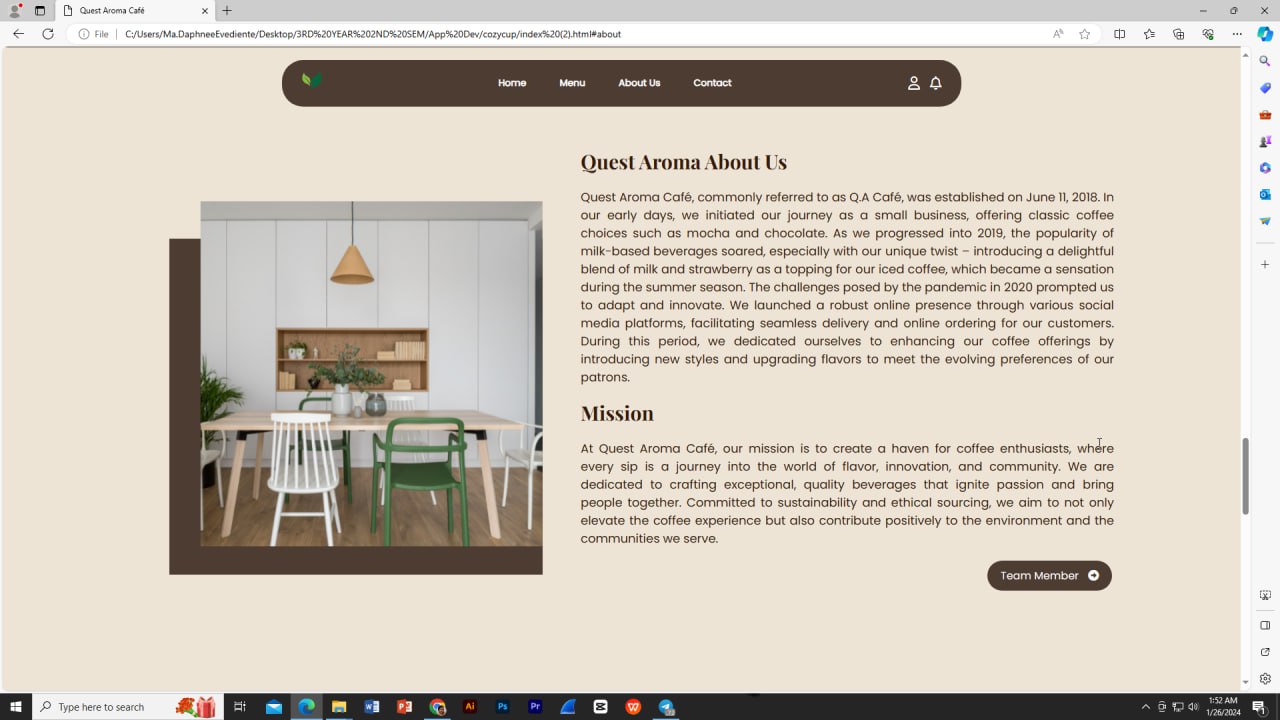 Quest Aroma Café
File
C:/Users/Ma.DaphneeEvediente/Desktop/3RD%20YEAR%202ND%20SEM/App%20Dev/cozycup/index%20(2).html#about
Home
Menu
About Us
Contact
Quest Aroma About Us
Quest Aroma Café, commonly referred to as Q.A Café, was established on June 11, 2018. In
our early days, we initiated our journey as a small business, offering classic coffee
choices such as mocha and chocolate. As we progressed into 2019, the popularity of
milk-based beverages soared, especially with our unique twist – introducing a delightful
blend of milk and strawberry as a topping for our iced coffee, which became a sensation
during the summer season. The challenges posed by the pandemic in 2020 prompted us
to adapt and innovate. We launched a robust online presence through various social
media platforms, facilitating seamless delivery and online ordering for our customers.
During this period, we dedicated ourselves to enhancing our coffee offerings by
introducing new styles and upgrading flavors to meet the evolving preferences of our
patrons.
Mission
At Quest Aroma Café, our mission is to create a haven for coffee enthusiasts, where
every sip is a journey into the world of flavor, innovation, and community. We are
dedicated to crafting exceptional, quality beverages that ignite passion and bring
people together. Committed to sustainability and ethical sourcing, we aim to not only
elevate the coffee experience but also contribute positively to the environment and the
communities we serve.
Team Member
Type here to search
Ai
Ps
Pr
1:52 AM
1/26/2024